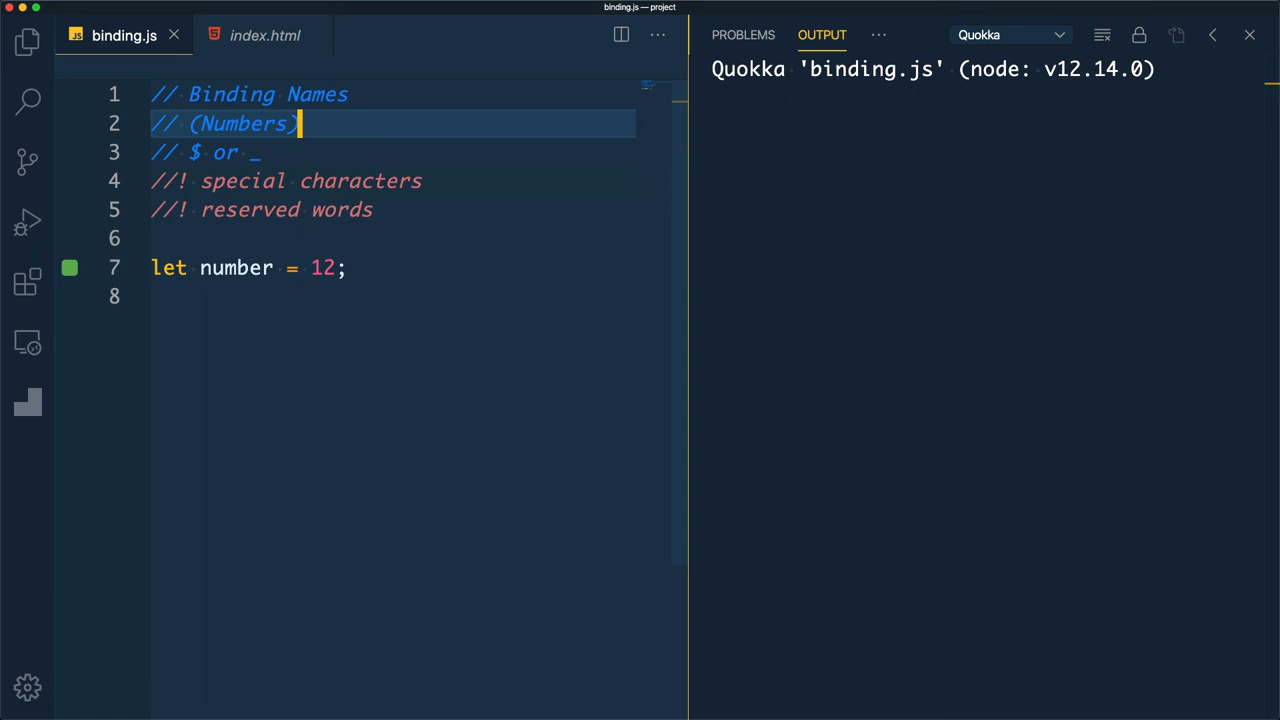 binding.js — project
JS binding.js
index.html
PROBLEMS OUTPUT ··· Quokka
Quokka 'binding.js' (node: v12.14.0)
1 // Binding Names
2 // (Numbers)
3 // $ or _
4 //! special characters
5 //! reserved words
6
7 let number = 12;
8